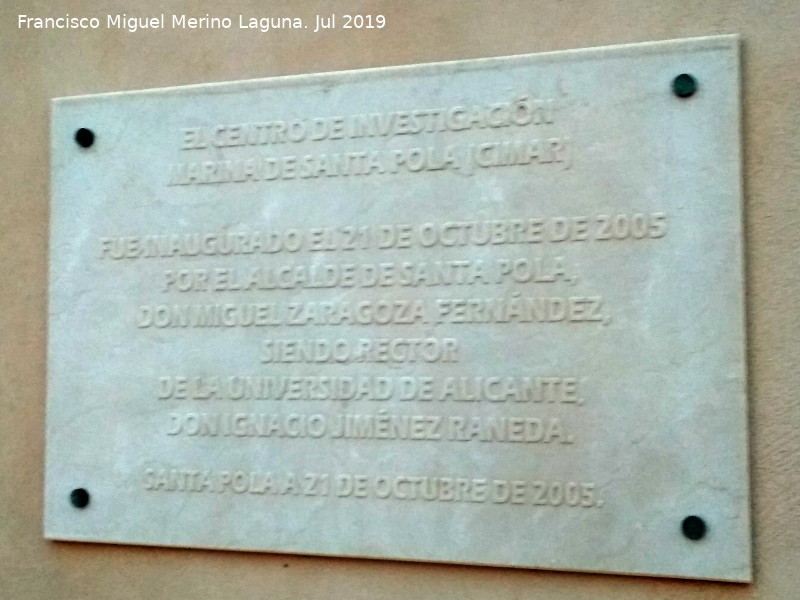 Francisco Miguel Merino Laguna. Jul 2019
EL CENTRO DE INVESTIGACIÓN
MARINA DE SANTA POLA (CIMAR)
FUE INAUGURADO EL 21 DE OCTUBRE DE 2005
POR EL ALCALDE DE SANTA POLA,
DON MIGUEL ZARAGOZA FERNÁNDEZ,
SIENDO RECTOR
DE LA UNIVERSIDAD DE ALICANTE,
DON IGNACIO JIMÉNEZ RANEDA.
SANTA POLA A 21 DE OCTUBRE DE 2005.